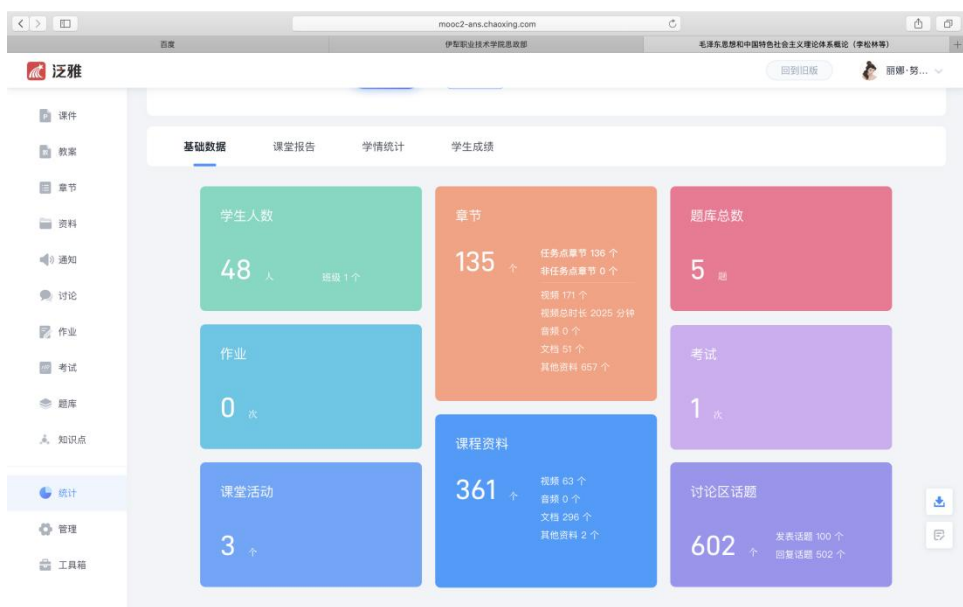 mooc2-ans.chaoxing.com
百度
伊犁职业技术学院思政部
毛泽东思想和中国特色社会主义理论体系概论（李松林等）
泛雅
回到旧版
丽娜·努...
课件
教案
章节
资料
通知
讨论
作业
考试
题库
知识点
统计
管理
工具箱
基础数据
课堂报告
学情统计
学生成绩
学生人数
48 人
班级 1 个
章节
135 个
任务点章节 136 个
非任务点章节 0 个
视频 171 个
视频总时长 2025 分钟
音频 0 个
文档 51 个
其他资料 657 个
题库总数
5 题
作业
0 次
考试
1 次
课程资料
361 个
视频 63 个
音频 0 个
文档 296 个
其他资料 2 个
课堂活动
3 个
讨论区话题
602 个
发表话题 100 个
回复话题 502 个